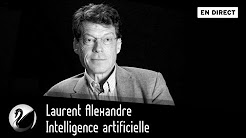 EN DIRECT
Laurent Alexandre
Intelligence artificielle